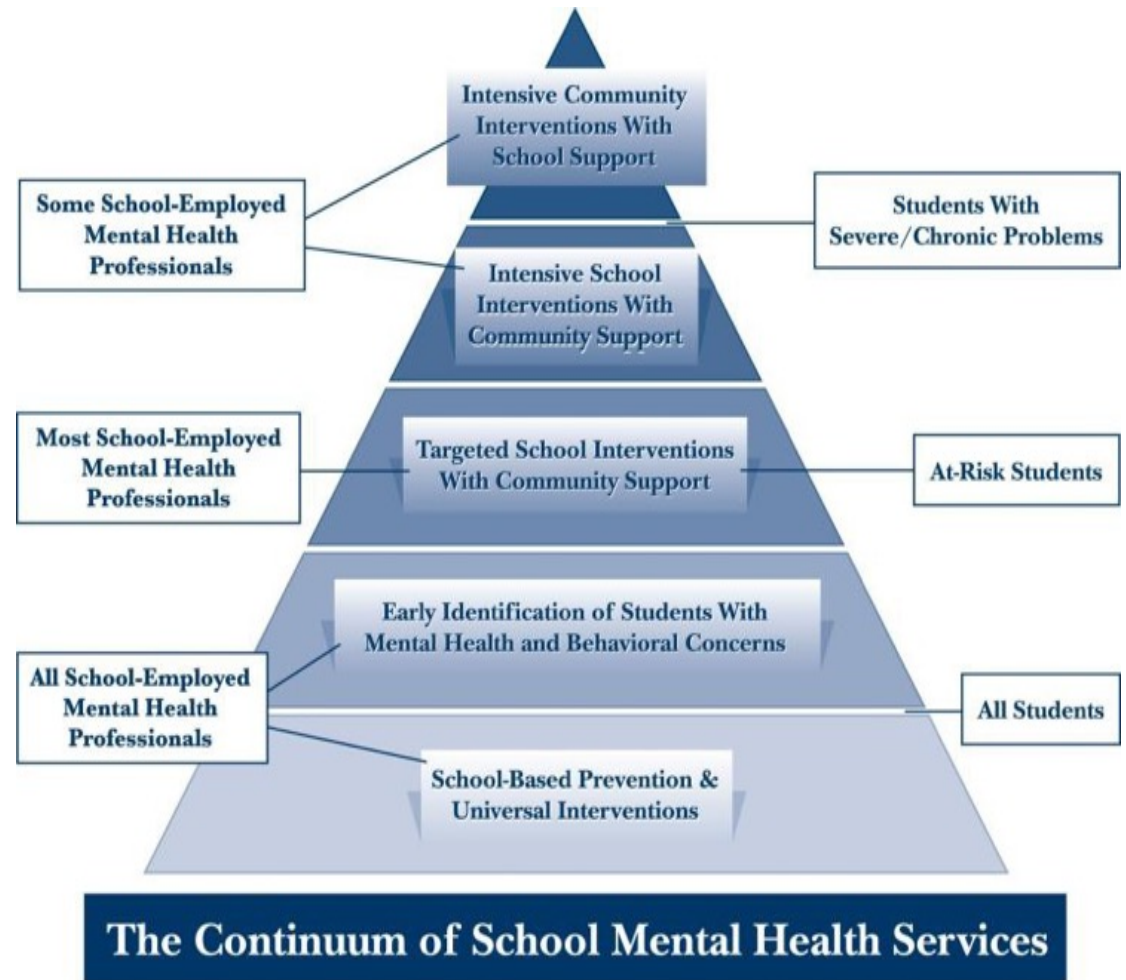 Intensive Community
Interventions With
School Support
Some School-Employed
Mental Health
Professionals
Students With
Severe/Chronic Problems
Intensive School
Interventions With
Community Support
Most School-Employed
Mental Health
Professionals
Targeted School Interventions
With Community Support
At-Risk Students
Early Identification of Students With
Mental Health and Behavioral Concerns
All School-Employed
Mental Health
Professionals
All Students
School-Based Prevention &
Universal Interventions
The Continuum of School Mental Health Services